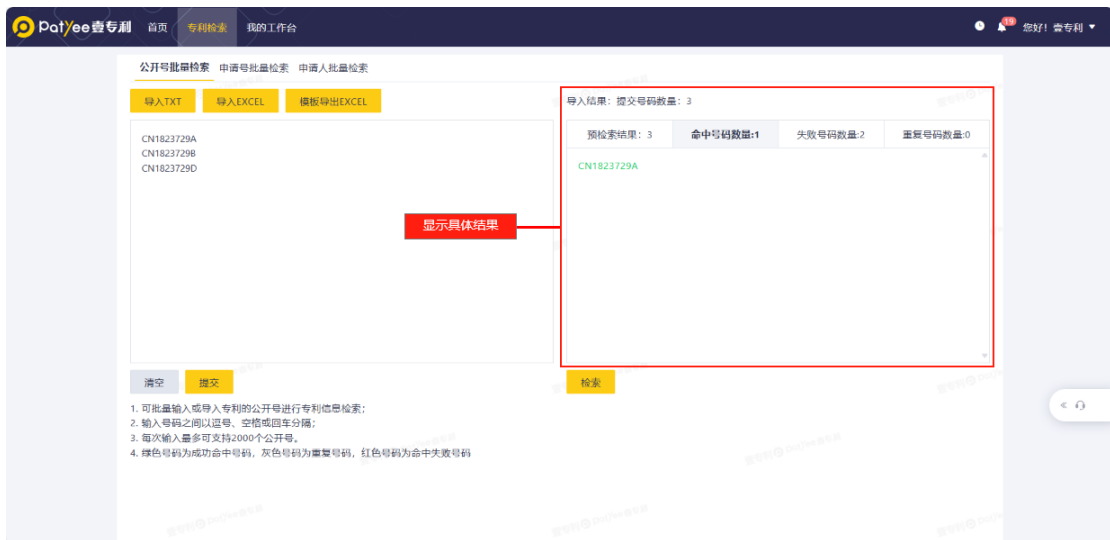 Patyee壹专利 首页 专利检索 我的工作台 19 您好！壹专利
公开号批量检索 申请号批量检索 申请人批量检索
导入TXT 导入EXCEL 模板导出EXCEL
导入结果：提交号码数量：3
预检索结果：3 命中号码数量:1 失败号码数量:2 重复号码数量:0
CN1823729A
CN1823729B
CN1823729D
CN1823729A
显示具体结果
清空 提交 检索
1. 可批量输入或导入专利的公开号进行专利信息检索；
2. 输入号码之间以逗号、空格或回车分隔；
3. 每次输入最多可支持2000个公开号。
4. 绿色号码为成功命中号码，灰色号码为重复号码，红色号码为命中失败号码